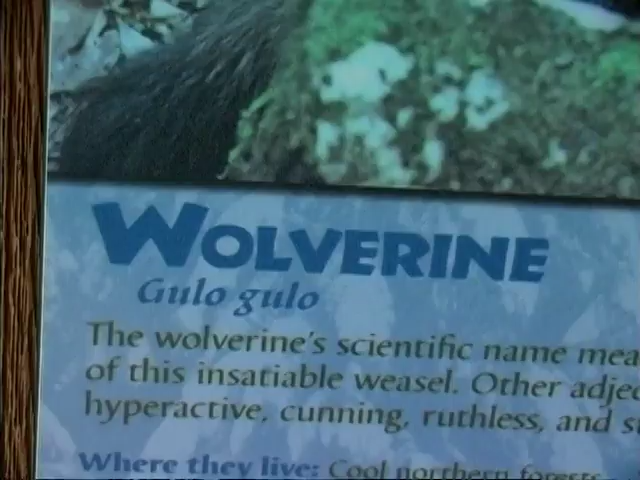 WOLVERINE
Gulo gulo
The wolverine's scientific name mea
of this insatiable weasel. Other adjec
hyperactive, cunning, ruthless, and s
Where they live: Cool northern forests